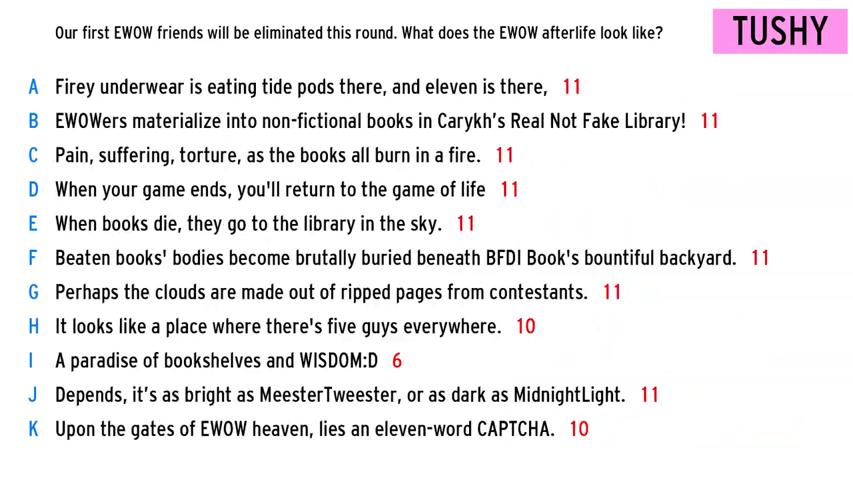 Our first EWOW friends will be eliminated this round. What does the EWOW afterlife look like?
TUSHY
A Firey underwear is eating tide pods there, and eleven is there, 11
B EWOWers materialize into non-fictional books in Carykh’s Real Not Fake Library! 11
C Pain, suffering, torture, as the books all burn in a fire. 11
D When your game ends, you'll return to the game of life 11
E When books die, they go to the library in the sky. 11
F Beaten books' bodies become brutally buried beneath BFDI Book's bountiful backyard. 11
G Perhaps the clouds are made out of ripped pages from contestants. 11
H It looks like a place where there's five guys everywhere. 10
I A paradise of bookshelves and WISDOM:D 6
J Depends, it’s as bright as MeesterTweester, or as dark as MidnightLight. 11
K Upon the gates of EWOW heaven, lies an eleven-word CAPTCHA. 10